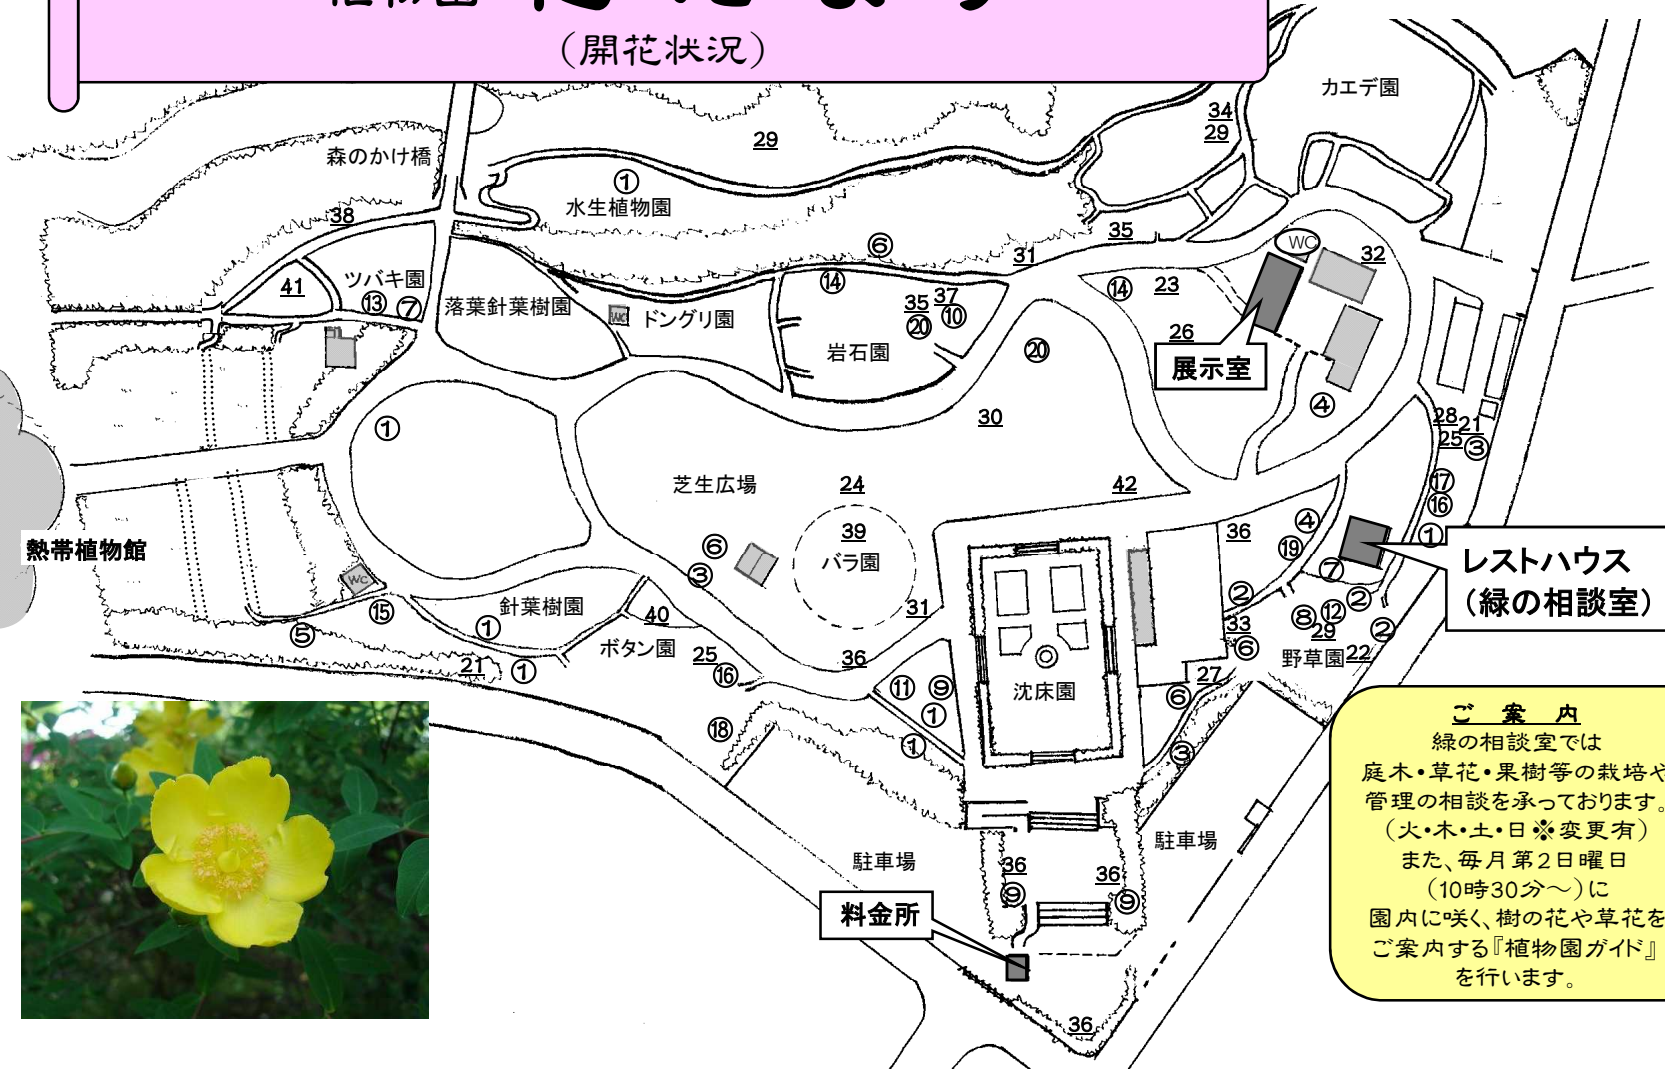 (開花状況)
カエデ園
34
29
29
森のかけ橋
①
水生植物園
38
35
⑥
31
WC
32
ツバキ園
41
⑬
⑦
落葉針葉樹園
WC
ドングリ園
⑭
35
37
⑳
⑩
岩石園
⑭
23
26
展示室
⑳
④
①
30
28
21
25
③
芝生広場
24
42
⑰
⑯
①
39
バラ園
⑥
③
36
④
⑲
⑦
レストハウス
(緑の相談室)
熱帯植物館
WC
⑮
⑤
針葉樹園
①
40
31
②
②
⑧
⑫
29
33
⑥
②
野草園
22
ボタン園
21
①
25
⑯
36
⑪
⑨
①
沈床園
27
⑥
⑱
①
③
ご 案 内
緑の相談室では
庭木・草花・果樹等の栽培や
管理の相談を承っております。
(火・木・土・日※変更有)
また、毎月第2日曜日
(10時30分~)に
園内に咲く、樹の花や草花を
ご案内する『植物園ガイド』
を行います。
駐車場
駐車場
36
⑨
36
⑨
料金所
36